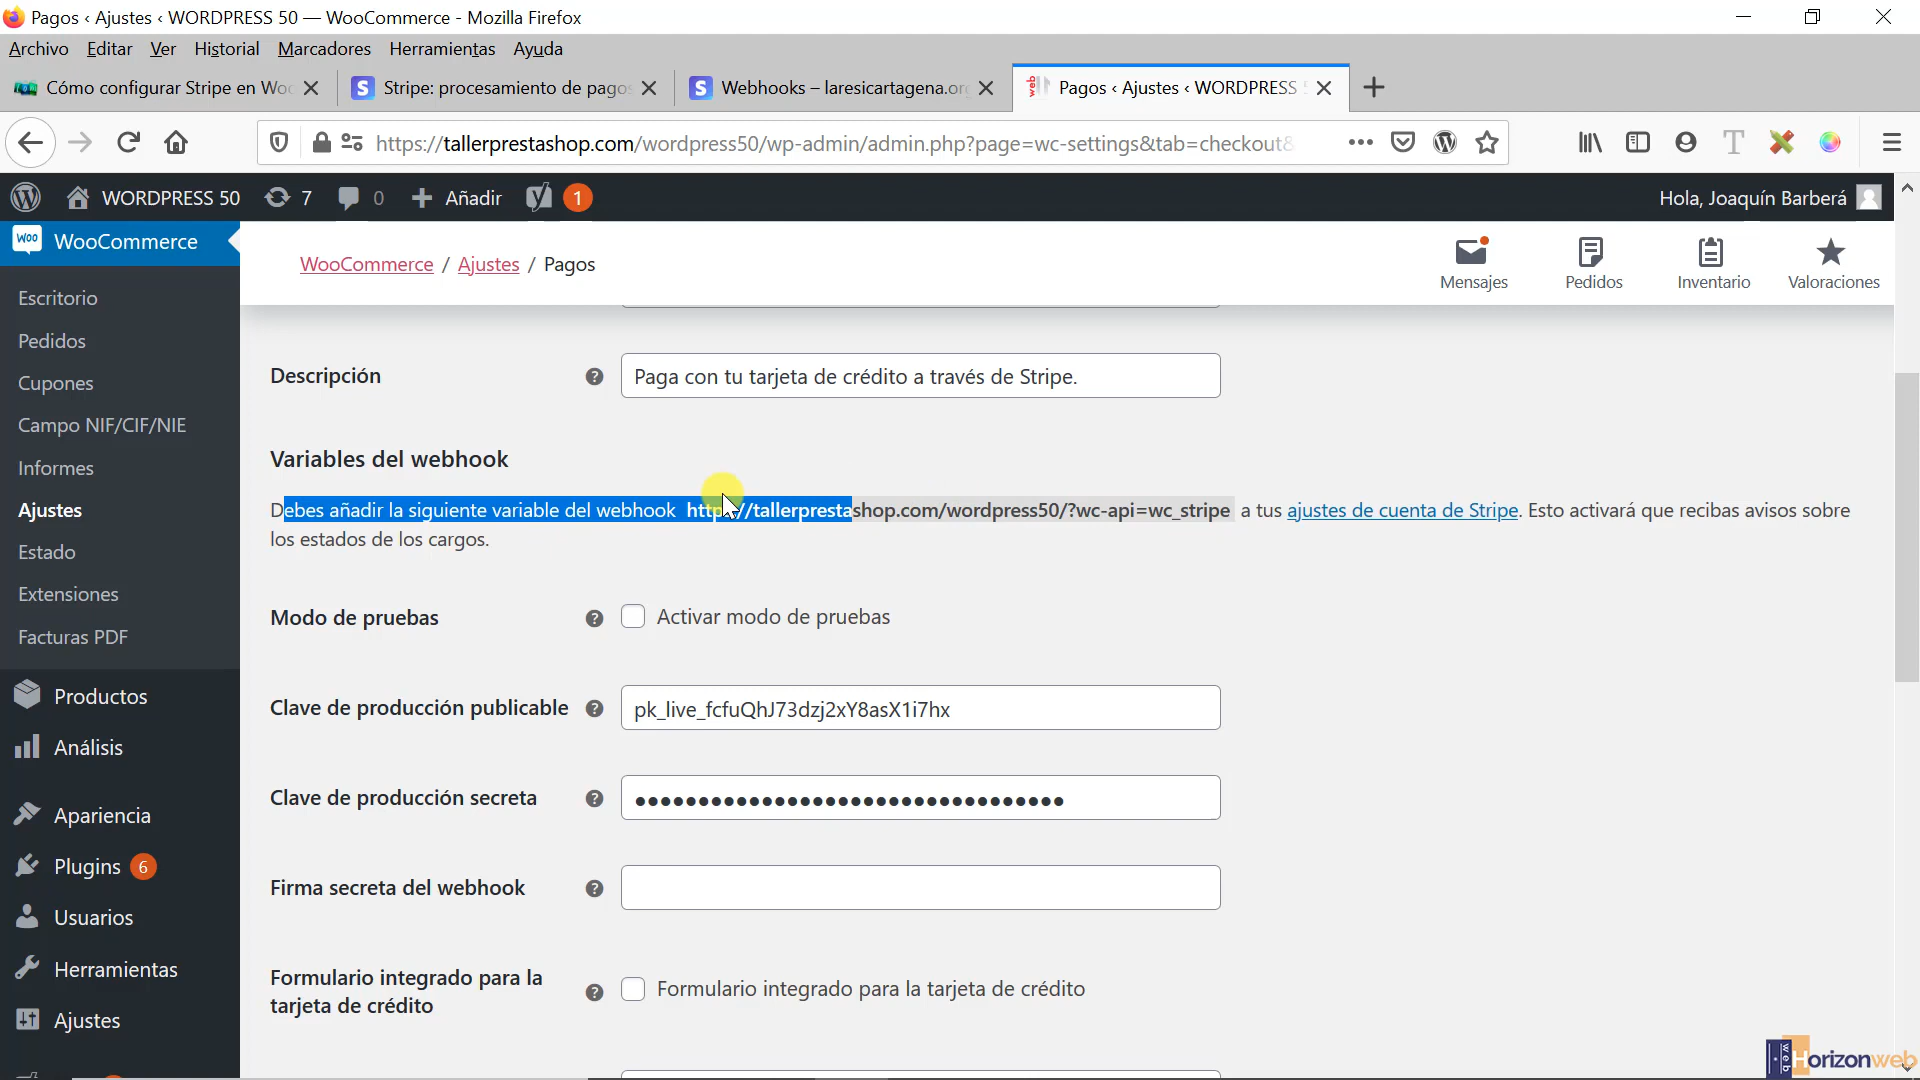 Pagos ‹ Ajustes ‹ WORDPRESS 50 — WooCommerce - Mozilla Firefox
Archivo Editar Ver Historial Marcadores Herramientas Ayuda
Cómo configurar Stripe en Woo
Stripe: procesamiento de pagos
Webhooks – laresicartagena.org
Pagos ‹ Ajustes ‹ WORDPRESS 5
https://tallerprestashop.com/wordpress50/wp-admin/admin.php?page=wc-settings&tab=checkout&
WORDPRESS 50 7 0 Añadir 1 Hola, Joaquín Barberá
WooCommerce
Escritorio
Pedidos
Cupones
Campo NIF/CIF/NIE
Informes
Ajustes
Estado
Extensiones
Facturas PDF
Productos
Análisis
Apariencia
Plugins 6
Usuarios
Herramientas
Ajustes
WooCommerce / Ajustes / Pagos
Mensajes Pedidos Inventario Valoraciones
Descripción
Paga con tu tarjeta de crédito a través de Stripe.
Variables del webhook
Debes añadir la siguiente variable del webhook https://tallerprestashop.com/wordpress50/?wc-api=wc_stripe a tus ajustes de cuenta de Stripe. Esto activará que recibas avisos sobre
los estados de los cargos.
Modo de pruebas
Activar modo de pruebas
Clave de producción publicable
pk_live_fcfuQhJ73dzj2xY8asX1i7hx
Clave de producción secreta
Firma secreta del webhook
Formulario integrado para la
tarjeta de crédito
Formulario integrado para la tarjeta de crédito
web Horizonweb